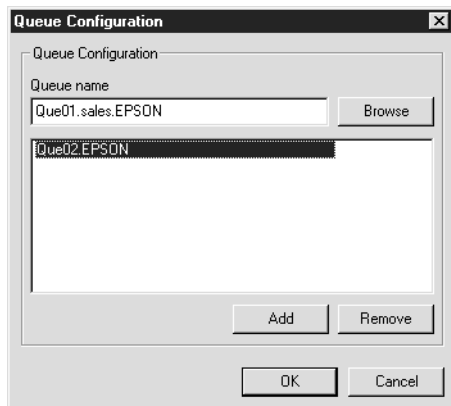 Queue Configuration
Queue Configuration
Queue name
Que01.sales.EPSON
Browse
Que02.EPSON
Add
Remove
OK
Cancel